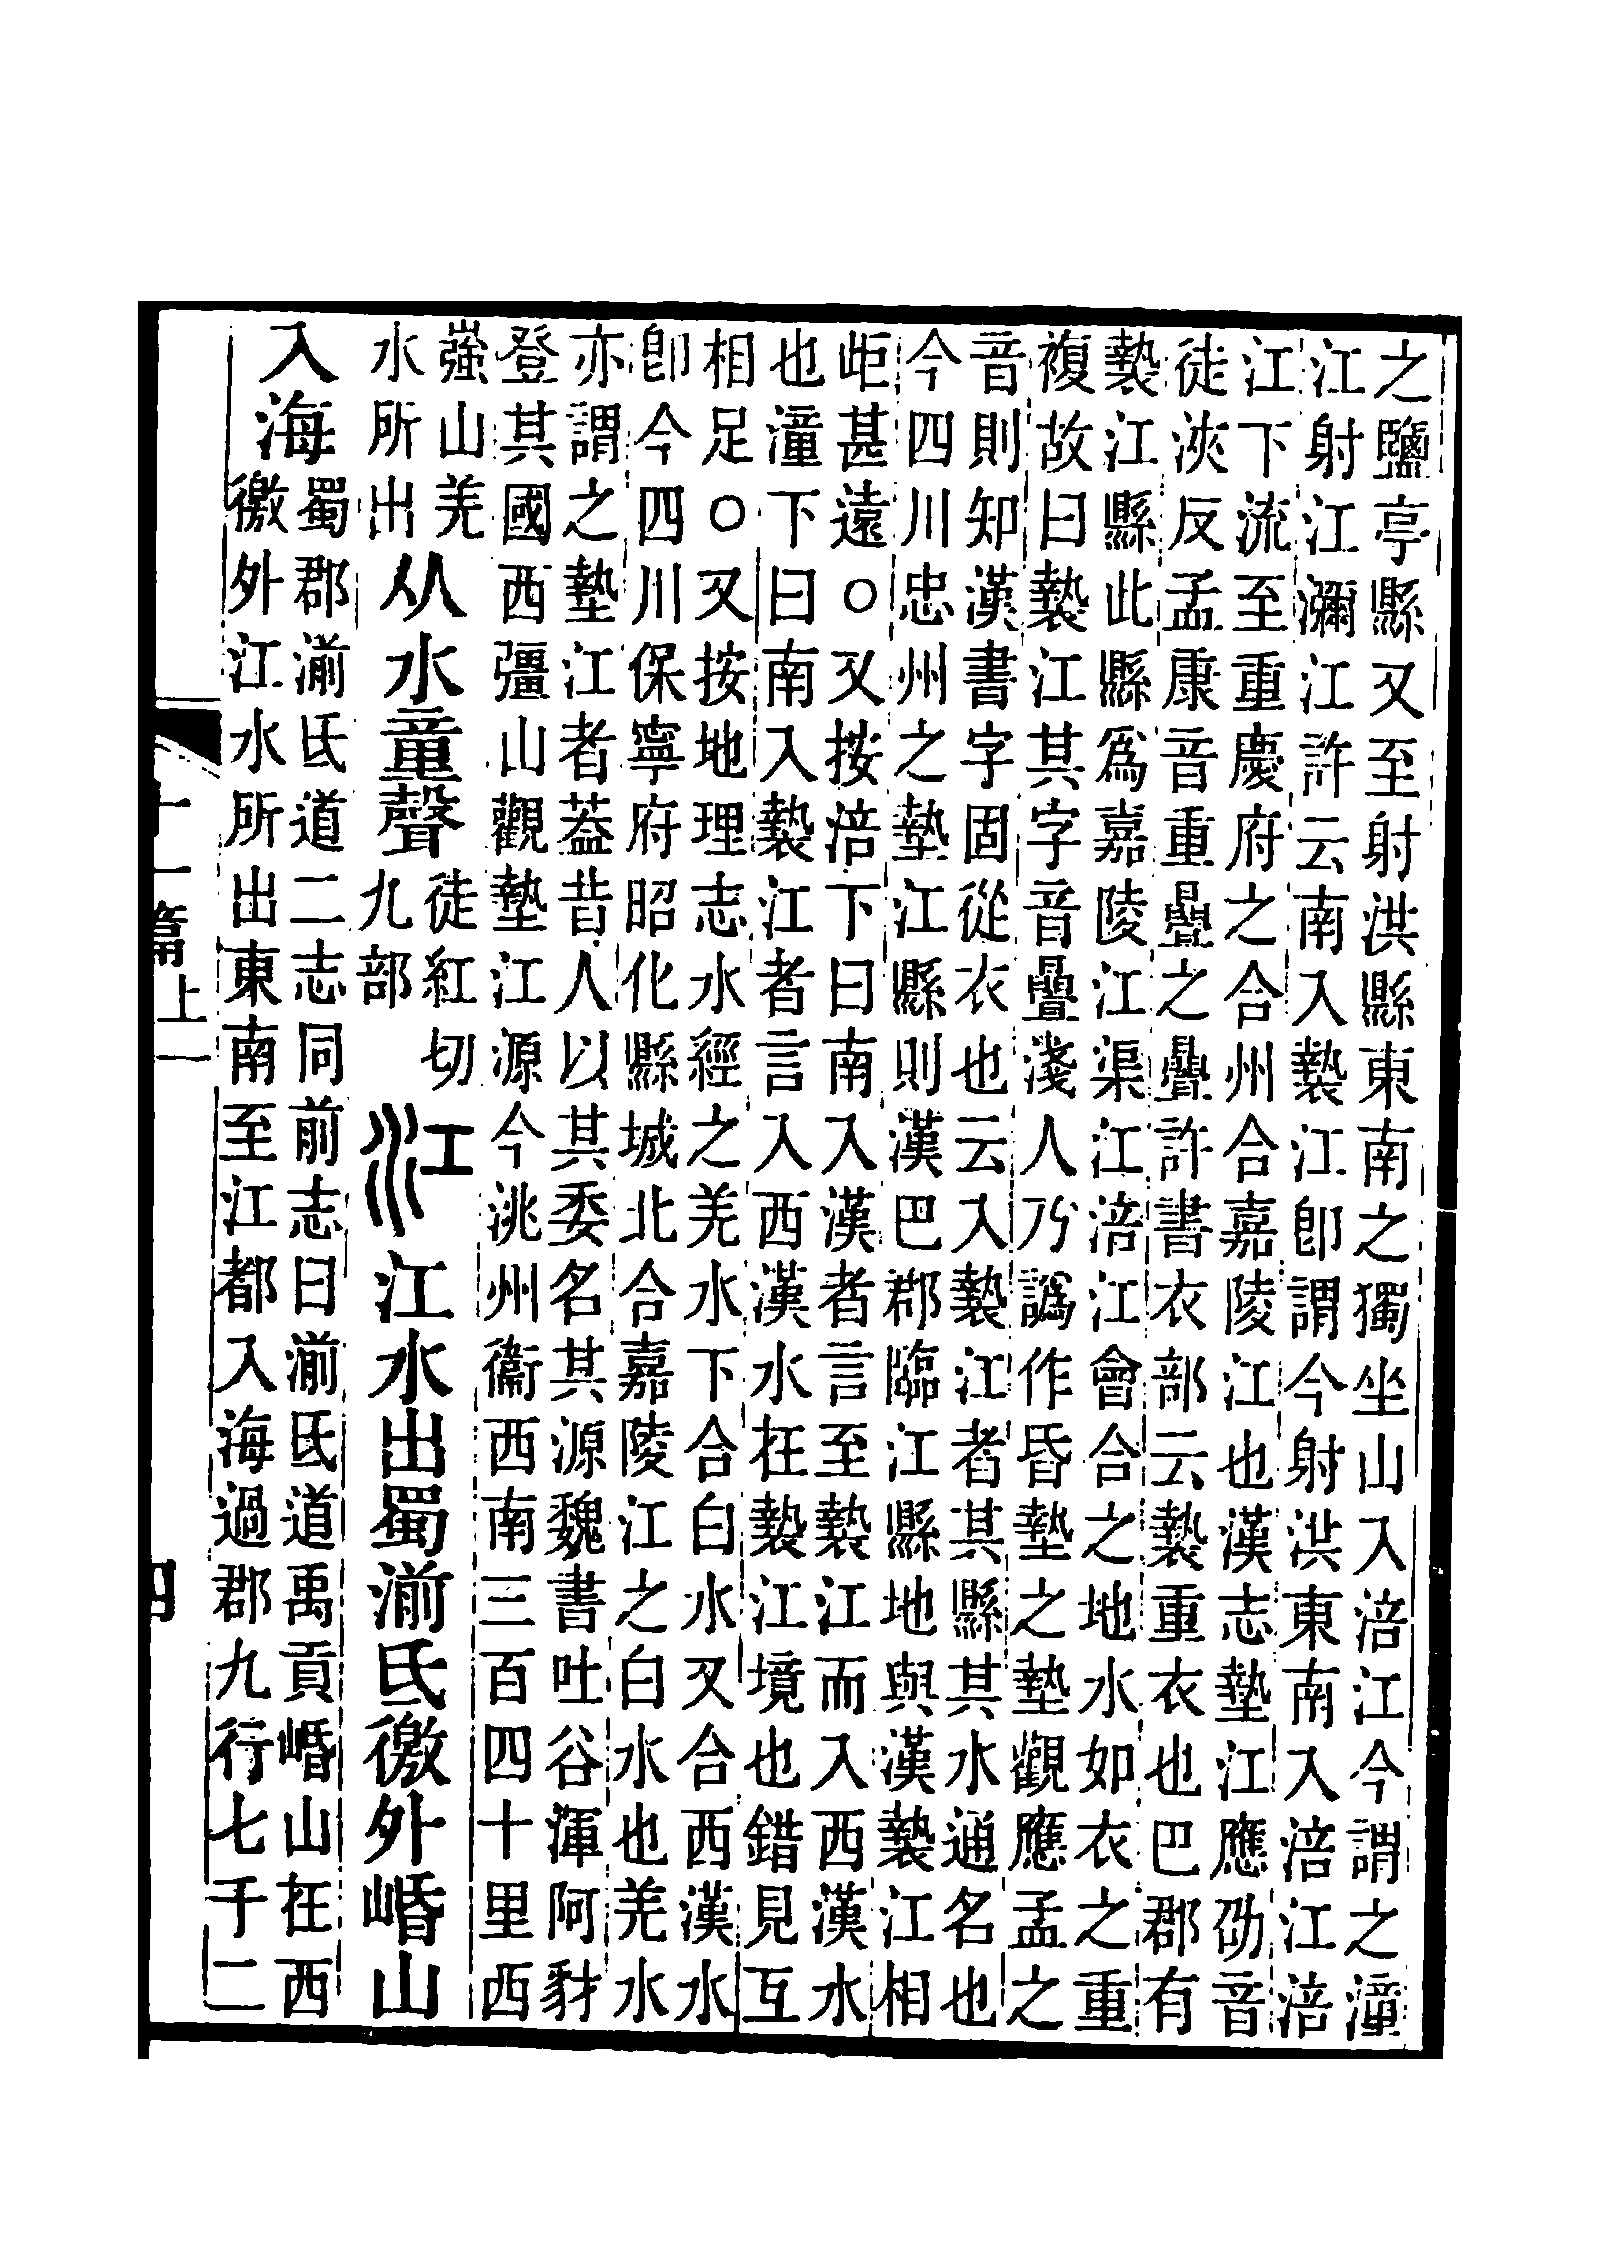 之鹽亭縣又至射洪縣東南之獨坐山入涪江今謂之潼
江射江瀰江許云南入褺江卽謂今射洪東南入涪江涪
江下流至重慶府之合州合嘉陵江也漢志墊江應劭音
徒浹反孟康音重疊之疊許書衣部云褺重衣也巴郡有
褺江縣此縣爲嘉陵江渠江涪江會合之地水如衣之重
複故曰褺江其字音疊淺人乃譌作昏墊之墊觀應孟之
音則知漢書字固從衣也云入褺江者其縣其水通名也
今四川忠州之墊江縣則漢巴郡臨江縣地與漢褺江相
岠甚遠○又按涪下曰南入漢者言至褺江而入西漢水
也潼下曰南入褺江者言入西漢水在褺江境也錯見互
相足○又按地理志水經之羌水下合白水又合西漢水
卽今四川保寧府昭化縣城北合嘉陵江之白水也羌水
亦謂之墊江者葢昔人以其委名其源魏書吐谷渾阿豺
登其國西彊山觀墊江源今洮州衞西南三百四十里西
嵹山羌水所出从水童聲徒紅切九部江江水出蜀湔氐徼外崏山
入海蜀郡湔氐道二志同前志曰湔氐道禹貢崏山在西徼外江水所出東南至江都入海過郡九行七千二
十一篇上一
四